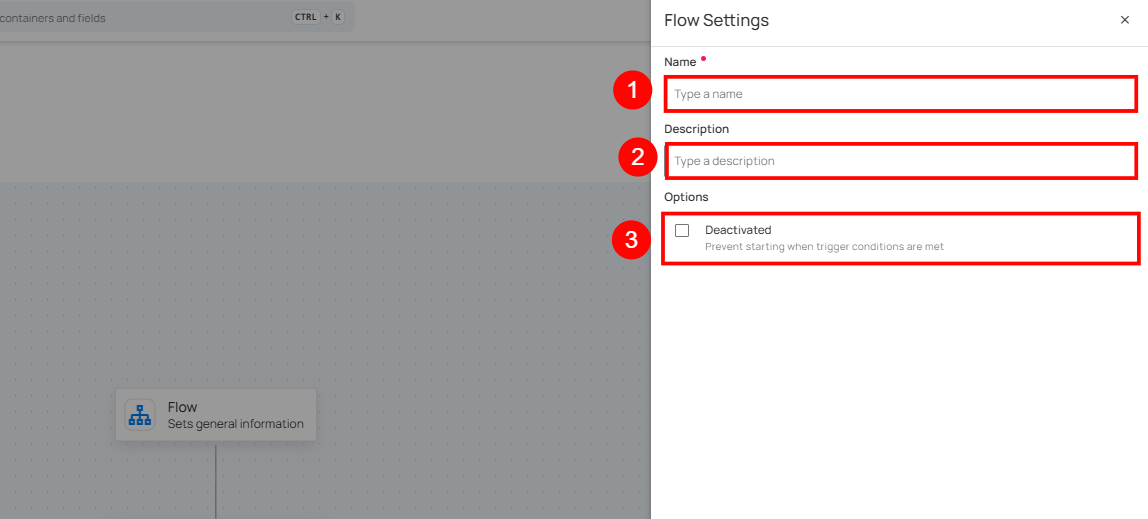 containers and fields
CTRL + K
Flow Settings
×
Name
1
Type a name
Description
2
Type a description
Options
3
Deactivated
Prevent starting when trigger conditions are met
Flow
Sets general information